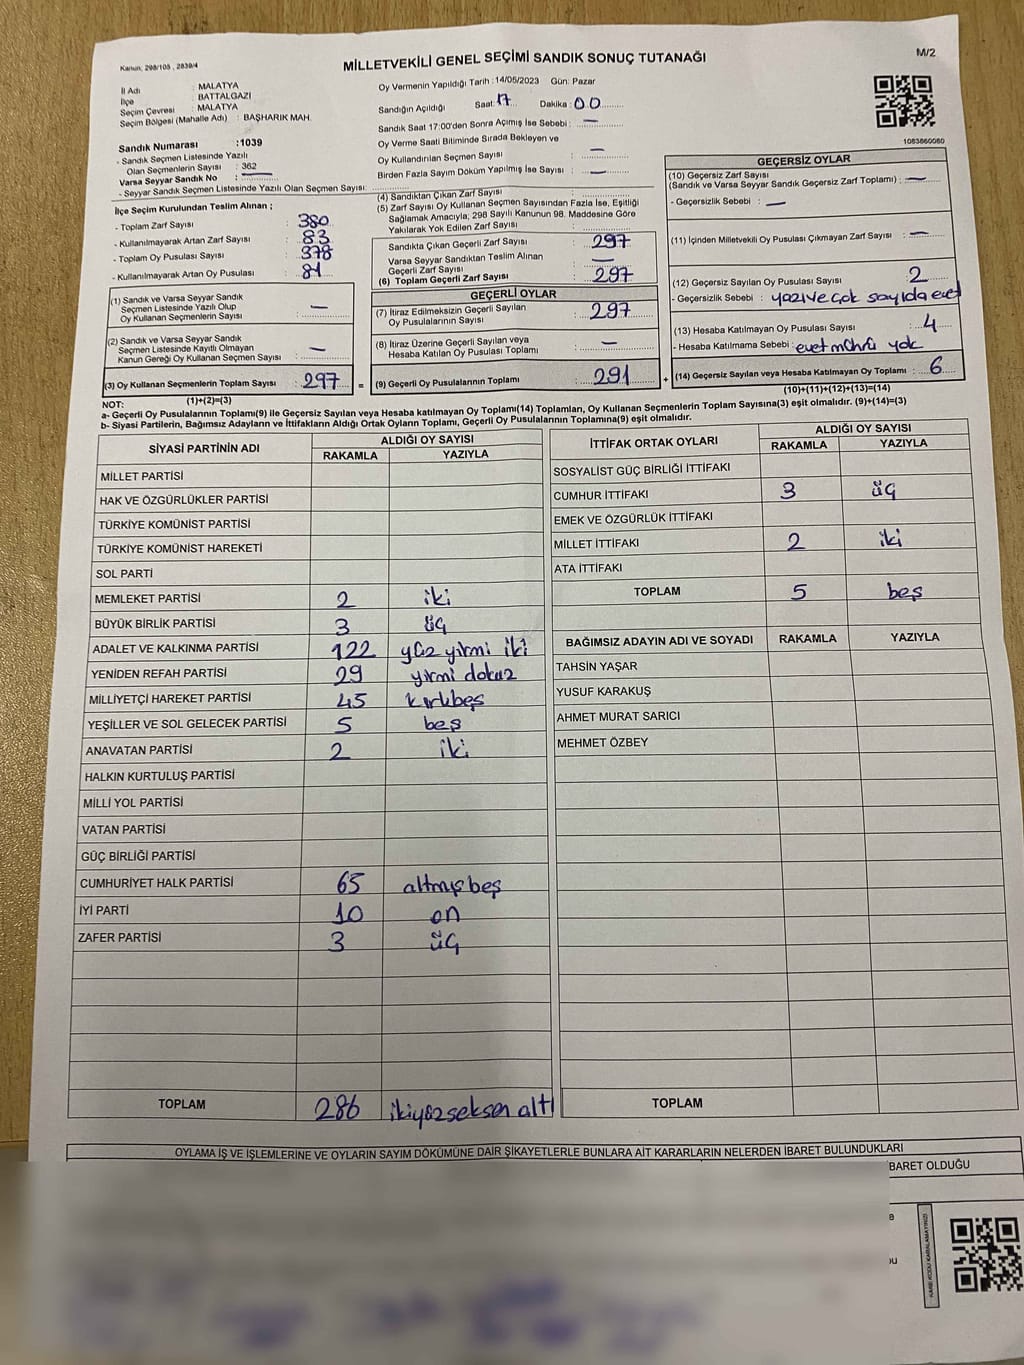 Kanun: 298/105 , 2839/4
MİLLETVEKİLİ GENEL SEÇİMİ SANDIK SONUÇ TUTANAĞI
M/2
İl Adı : MALATYA
İlçe : BATTALGAZI
Seçim Çevresi : MALATYA
Seçim Bölgesi (Mahalle Adı) : BAŞHARIK MAH.
Sandık Numarası :1039
- Sandık Seçmen Listesinde Yazılı
Olan Seçmenlerin Sayısı : 362
Varsa Seyyar Sandık No : —
- Seyyar Sandık Seçmen Listesinde Yazılı Olan Seçmen Sayısı:
İlçe Seçim Kurulundan Teslim Alınan ;
- Toplam Zarf Sayısı : 380
- Kullanılmayarak Artan Zarf Sayısı : 83
- Toplam Oy Pusulası Sayısı : 378
- Kullanılmayarak Artan Oy Pusulası : 81
(1) Sandık ve Varsa Seyyar Sandık
Seçmen Listesinde Yazılı Olup
Oy Kullanan Seçmenlerin Sayısı : —
(2) Sandık ve Varsa Seyyar Sandık
Seçmen Listesinde Kayıtlı Olmayan
Kanun Gereği Oy Kullanan Seçmen Sayısı : —
(3) Oy Kullanan Seçmenlerin Toplam Sayısı : 297 =
(1)+(2)=(3)
Oy Vermenin Yapıldığı Tarih : 14/05/2023 Gün: Pazar
Sandığın Açıldığı Saat: 17 Dakika : 00
Sandık Saat 17:00'den Sonra Açımış İse Sebebi : —
Oy Verme Saati Bitiminde Sırada Bekleyen ve
Oy Kullandırılan Seçmen Sayısı : —
Birden Fazla Sayım Döküm Yapılmış İse Sayısı : —
(4) Sandıktan Çıkan Zarf Sayısı :
(5) Zarf Sayısı Oy Kullanan Seçmen Sayısından Fazla İse, Eşitliği
Sağlamak Amacıyla; 298 Sayılı Kanunun 98. Maddesine Göre
Yakılarak Yok Edilen Zarf Sayısı :
Sandıkta Çıkan Geçerli Zarf Sayısı : 297
Varsa Seyyar Sandıktan Teslim Alınan
Geçerli Zarf Sayısı : —
(6) Toplam Geçerli Zarf Sayısı : 297
GEÇERLİ OYLAR
(7) İtiraz Edilmeksizin Geçerli Sayılan
Oy Pusulalarının Sayısı : 297
(8) İtiraz Üzerine Geçerli Sayılan veya
Hesaba Katılan Oy Pusulası Toplamı : —
(9) Geçerli Oy Pusulalarının Toplamı : 291 +
1083860060
GEÇERSİZ OYLAR
(10) Geçersiz Zarf Sayısı
(Sandık ve Varsa Seyyar Sandık Geçersiz Zarf Toplamı) : —
- Geçersizlik Sebebi : —
(11) İçinden Milletvekili Oy Pusulası Çıkmayan Zarf Sayısı : —
(12) Geçersiz Sayılan Oy Pusulası Sayısı : 2
- Geçersizlik Sebebi : yazı ve çok sayıda evet
(13) Hesaba Katılmayan Oy Pusulası Sayısı : 4
- Hesaba Katılmama Sebebi : evet mührü yok
(14) Geçersiz Sayılan veya Hesaba Katılmayan Oy Toplamı : 6
(10)+(11)+(12)+(13)=(14)
NOT:
a- Geçerli Oy Pusulalarının Toplamı(9) ile Geçersiz Sayılan veya Hesaba katılmayan Oy Toplamı(14) Toplamları, Oy Kullanan Seçmenlerin Toplam Sayısına(3) eşit olmalıdır. (9)+(14)=(3)
b- Siyasi Partilerin, Bağımsız Adayların ve İttifakların Aldığı Ortak Oyların Toplamı, Geçerli Oy Pusulalarının Toplamına(9) eşit olmalıdır.
SİYASİ PARTİNİN ADI ALDIĞI OY SAYISI
RAKAMLA YAZIYLA
MİLLET PARTİSİ
HAK VE ÖZGÜRLÜKLER PARTİSİ
TÜRKİYE KOMÜNİST PARTİSİ
TÜRKİYE KOMÜNİST HAREKETİ
SOL PARTİ
MEMLEKET PARTİSİ 2 iki
BÜYÜK BİRLİK PARTİSİ 3 üç
ADALET VE KALKINMA PARTİSİ 122 yüz yirmi iki
YENİDEN REFAH PARTİSİ 29 yirmi dokuz
MİLLİYETÇİ HAREKET PARTİSİ 45 kırkbeş
YEŞİLLER VE SOL GELECEK PARTİSİ 5 beş
ANAVATAN PARTİSİ 2 iki
HALKIN KURTULUŞ PARTİSİ
MİLLİ YOL PARTİSİ
VATAN PARTİSİ
GÜÇ BİRLİĞİ PARTİSİ
CUMHURİYET HALK PARTİSİ 65 altmışbeş
İYİ PARTİ 10 on
ZAFER PARTİSİ 3 üç
TOPLAM 286 ikiyüzseksen altı
İTTİFAK ORTAK OYLARI ALDIĞI OY SAYISI
RAKAMLA YAZIYLA
SOSYALİST GÜÇ BİRLİĞİ İTTİFAKI
CUMHUR İTTİFAKI 3 üç
EMEK VE ÖZGÜRLÜK İTTİFAKI
MİLLET İTTİFAKI 2 iki
ATA İTTİFAKI
TOPLAM 5 beş
BAĞIMSIZ ADAYIN ADI VE SOYADI RAKAMLA YAZIYLA
TAHSİN YAŞAR
YUSUF KARAKUŞ
AHMET MURAT SARICI
MEHMET ÖZBEY
TOPLAM
OYLAMA İŞ VE İŞLEMLERİNE VE OYLARIN SAYIM DÖKÜMÜNE DAİR ŞİKAYETLERLE BUNLARA AİT KARARLARIN NELERDEN İBARET BULUNDUKLARI
BARET OLDUĞU